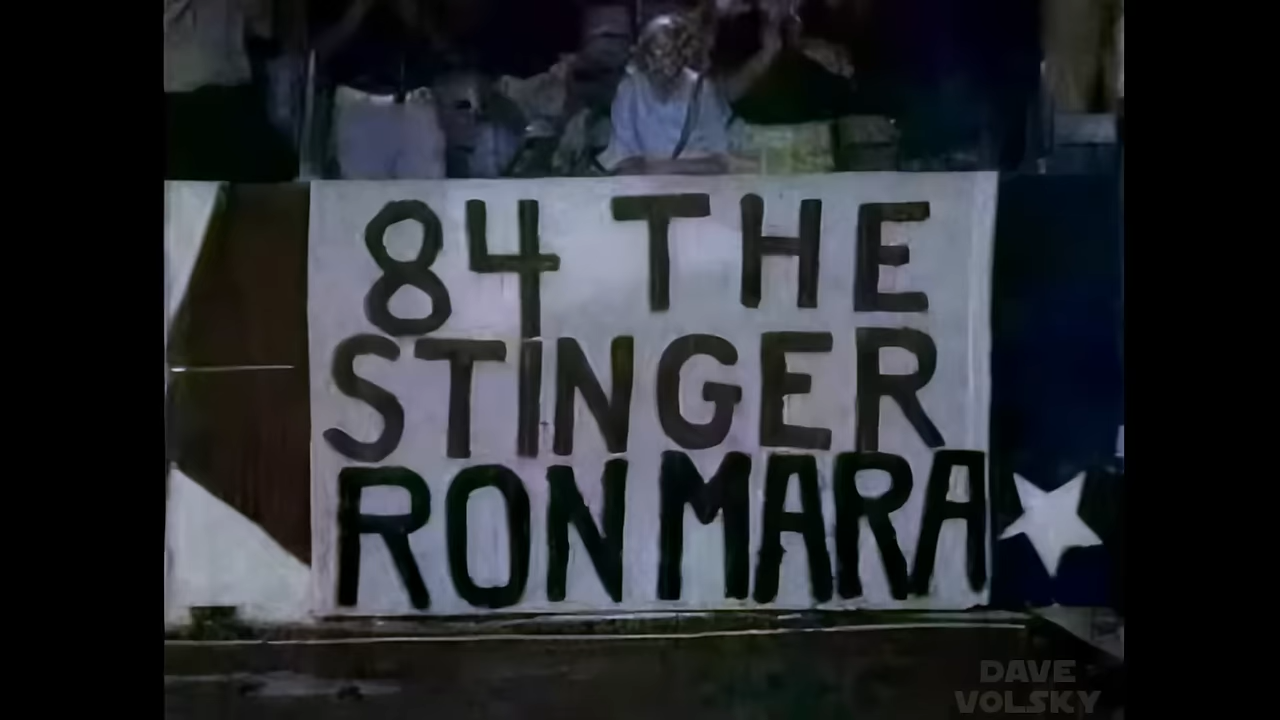 84 THE
STINGER
RON MARA
DAVE
VOLSKY